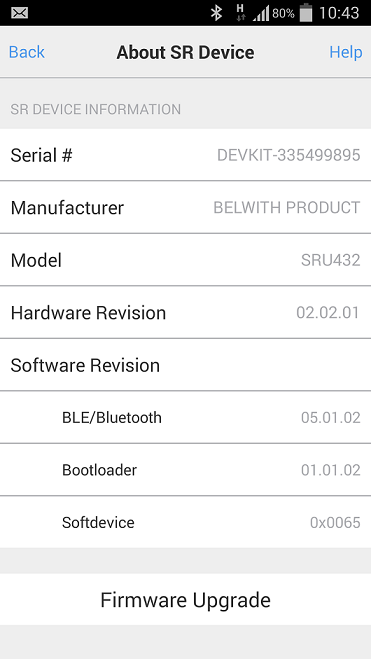 H 80% 10:43
Back About SR Device Help
SR DEVICE INFORMATION
Serial # DEVKIT-335499895
Manufacturer BELWITH PRODUCT
Model SRU432
Hardware Revision 02.02.01
Software Revision
BLE/Bluetooth 05.01.02
Bootloader 01.01.02
Softdevice 0x0065
Firmware Upgrade